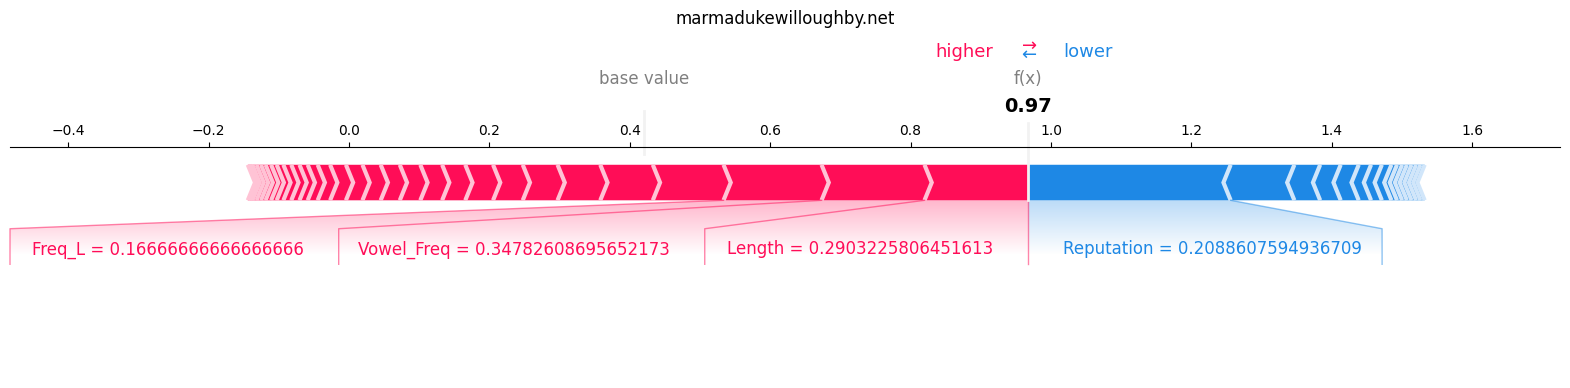 marmadukewilloughby.net
higher ⇄ lower
base value f(x)
0.97
−0.4 −0.2 0.0 0.2 0.4 0.6 0.8 1.0 1.2 1.4 1.6
Freq_L = 0.16666666666666666 Vowel_Freq = 0.34782608695652173 Length = 0.2903225806451613 Reputation = 0.2088607594936709